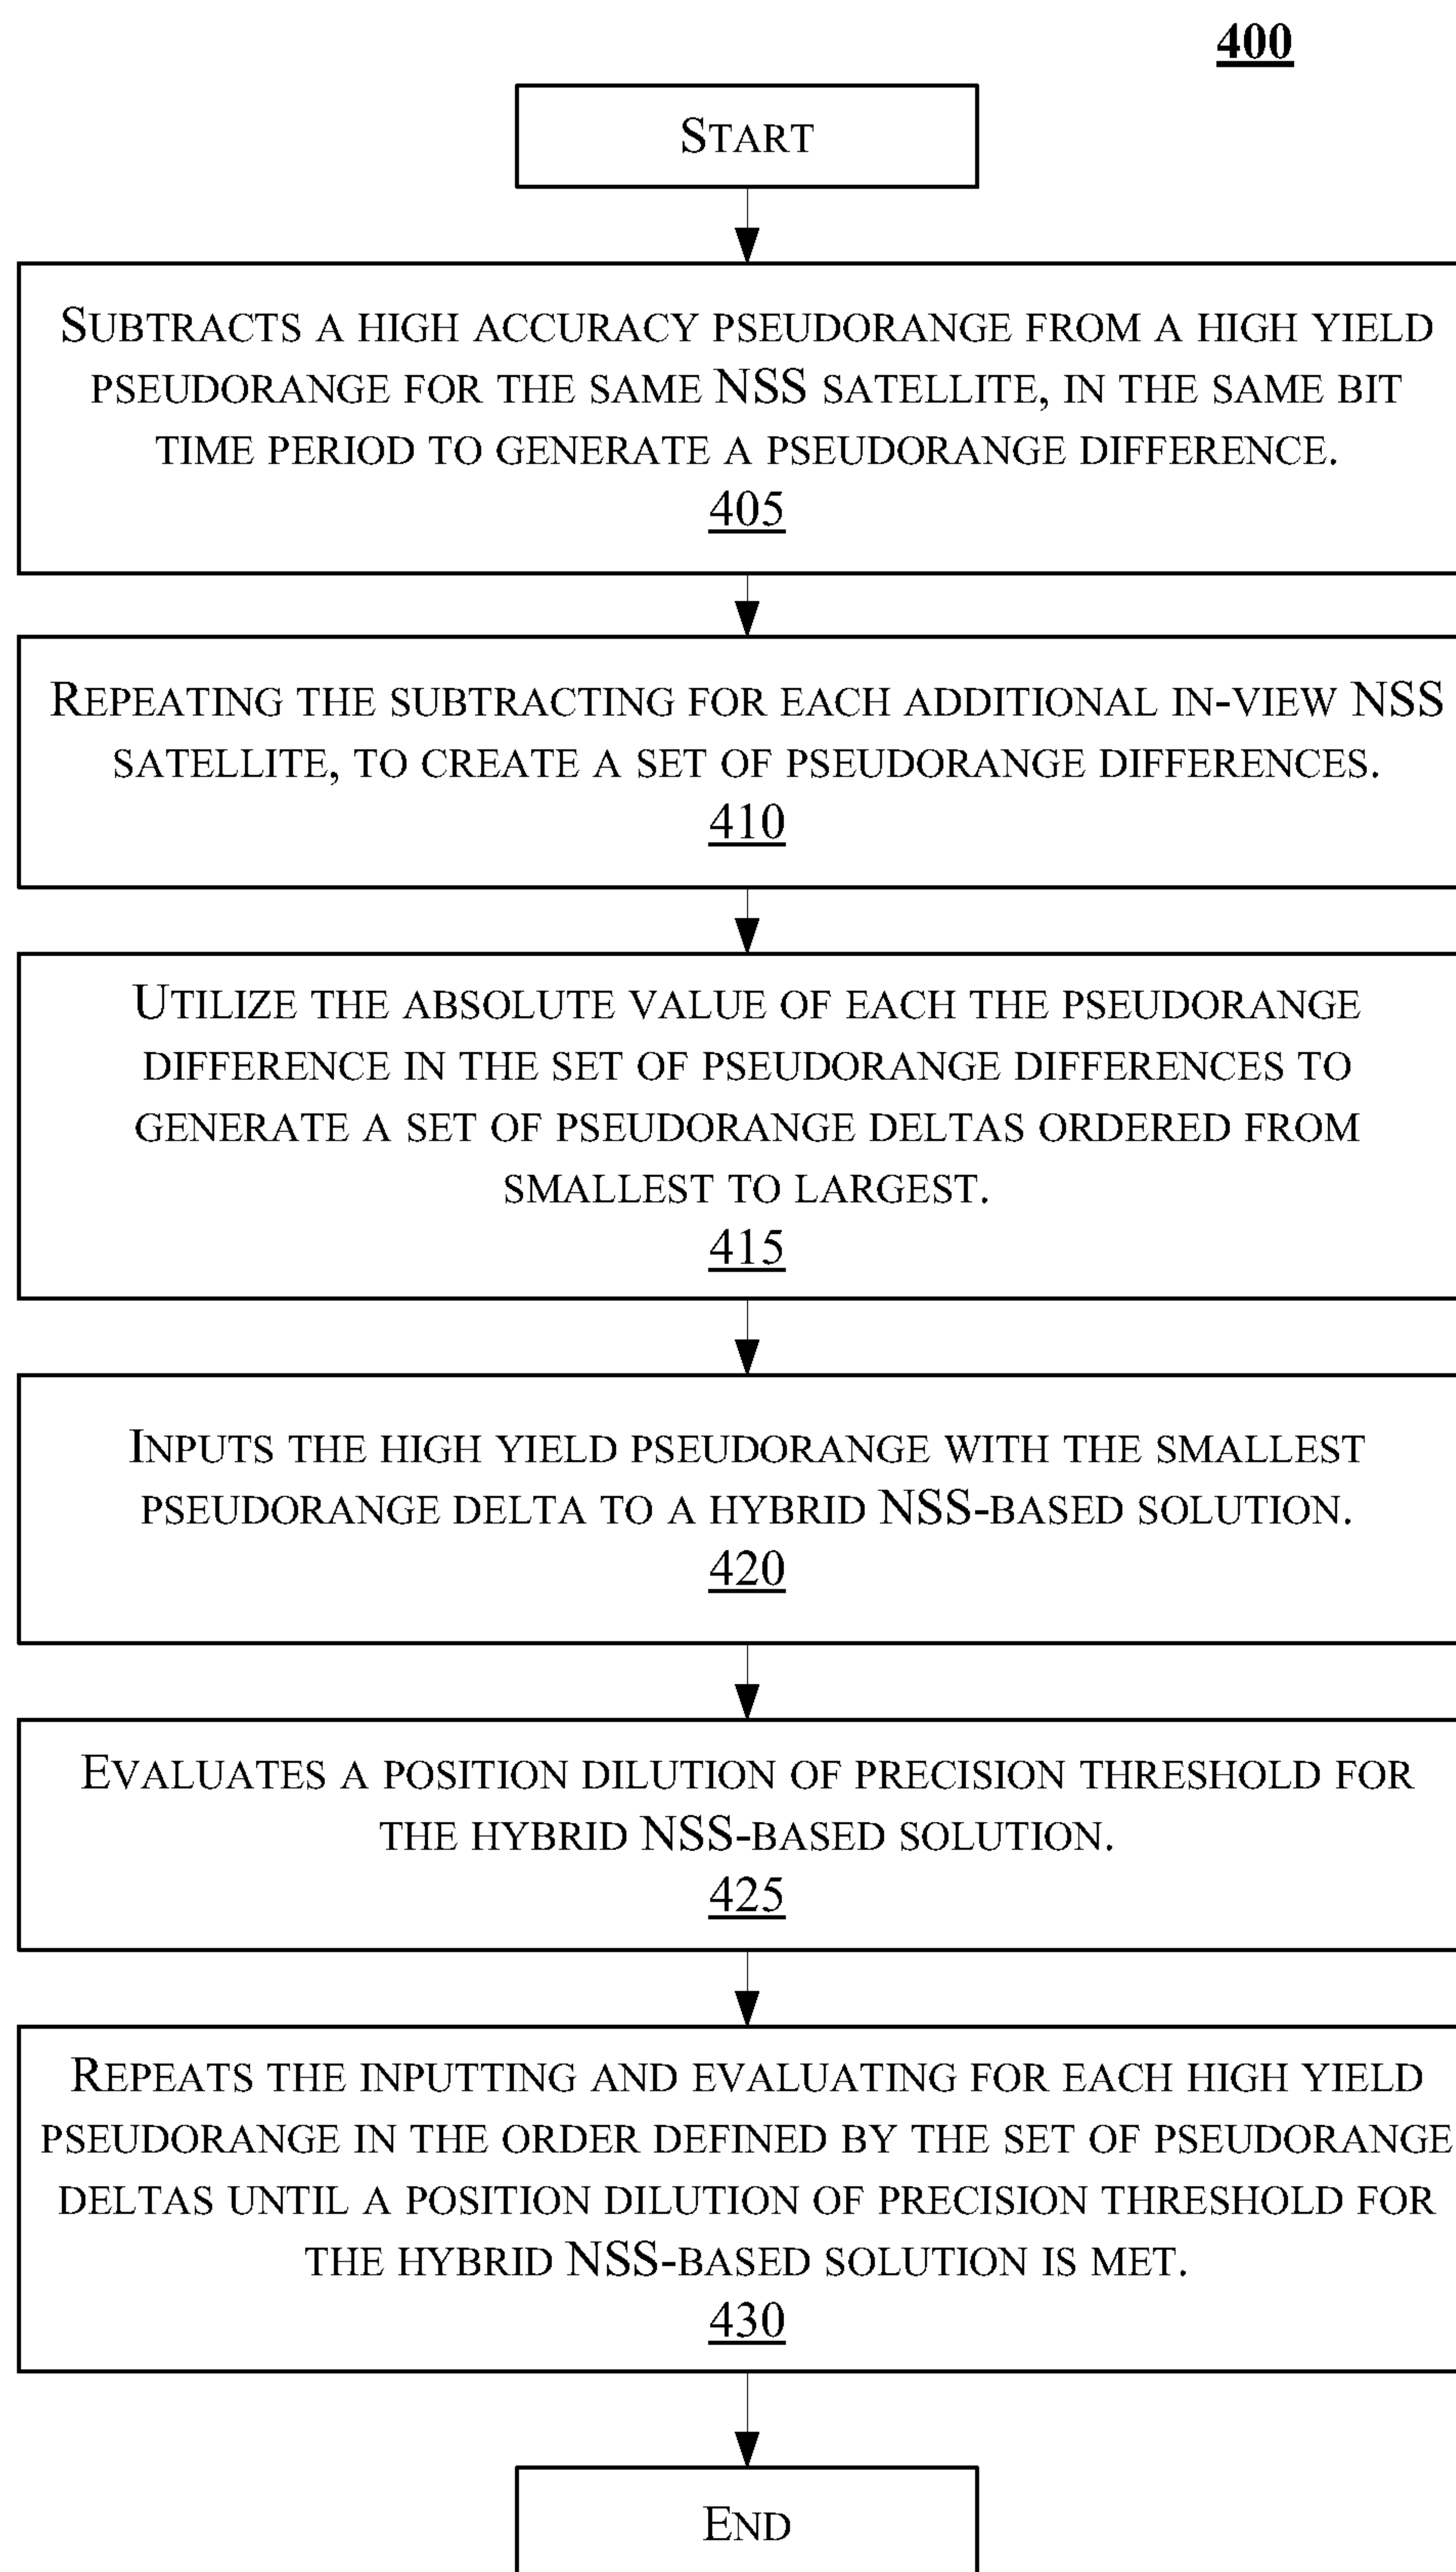 400
START
SUBTRACTS A HIGH ACCURACY PSEUDORANGE FROM A HIGH YIELD
PSEUDORANGE FOR THE SAME NSS SATELLITE, IN THE SAME BIT
TIME PERIOD TO GENERATE A PSEUDORANGE DIFFERENCE.
405
REPEATING THE SUBTRACTING FOR EACH ADDITIONAL IN-VIEW NSS
SATELLITE, TO CREATE A SET OF PSEUDORANGE DIFFERENCES.
410
UTILIZE THE ABSOLUTE VALUE OF EACH THE PSEUDORANGE
DIFFERENCE IN THE SET OF PSEUDORANGE DIFFERENCES TO
GENERATE A SET OF PSEUDORANGE DELTAS ORDERED FROM
SMALLEST TO LARGEST.
415
INPUTS THE HIGH YIELD PSEUDORANGE WITH THE SMALLEST
PSEUDORANGE DELTA TO A HYBRID NSS-BASED SOLUTION.
420
EVALUATES A POSITION DILUTION OF PRECISION THRESHOLD FOR
THE HYBRID NSS-BASED SOLUTION.
425
REPEATS THE INPUTTING AND EVALUATING FOR EACH HIGH YIELD
PSEUDORANGE IN THE ORDER DEFINED BY THE SET OF PSEUDORANGE
DELTAS UNTIL A POSITION DILUTION OF PRECISION THRESHOLD FOR
THE HYBRID NSS-BASED SOLUTION IS MET.
430
END